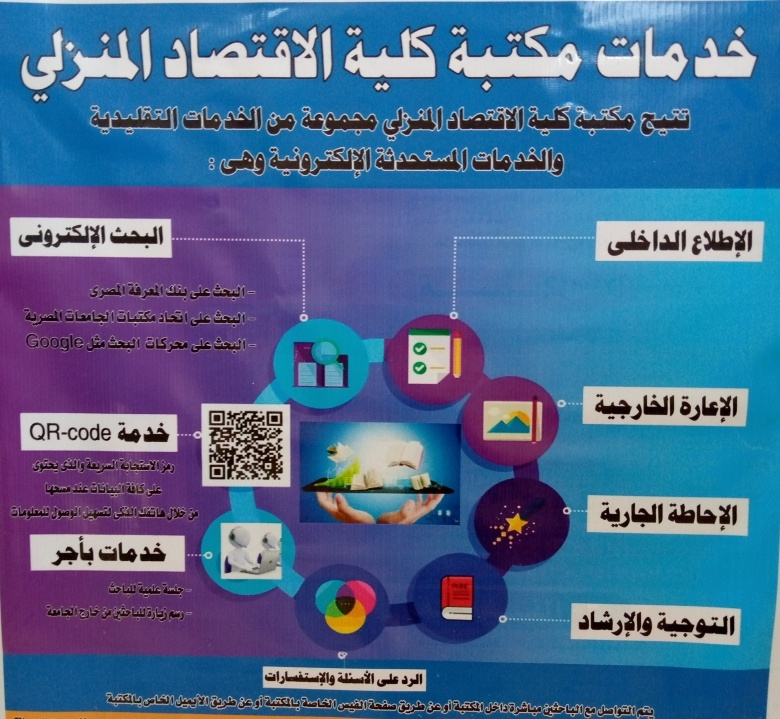 خدمات مكتبة كلية الاقتصاد المنزلي
تتيح مكتبة كلية الاقتصاد المنزلي مجموعة من الخدمات التقليدية
والخدمات المستحدثة الإلكترونية وهى :
الإطلاع الداخلى
الإعارة الخارجية
الإحاطة الجارية
التوجية والإرشاد
البحث الإلكترونى
- البحث على بنك المعرفة المصرى
- البحث على اتحاد مكتبات الجامعات المصرية
- البحث على محركات البحث مثل Google
خدمة QR-code
رمز الاستجابة السريعة والذي يحتوى
على كافة البيانات عند مسحها
من خلال هاتفك الذكى لتسهيل الوصول للمعلومات
خدمات بأجر
- جلسة علمية للباحث
- رسم زيارة للباحثين من خارج الجامعة
الرد على الأسئلة والإستفسارات
يتم التواصل مع الباحثين مباشرة داخل المكتبة أو عن طريق صفحة الفيس الخاصة بالمكتبة أو عن طريق الأيميل الخاص بالمكتبة